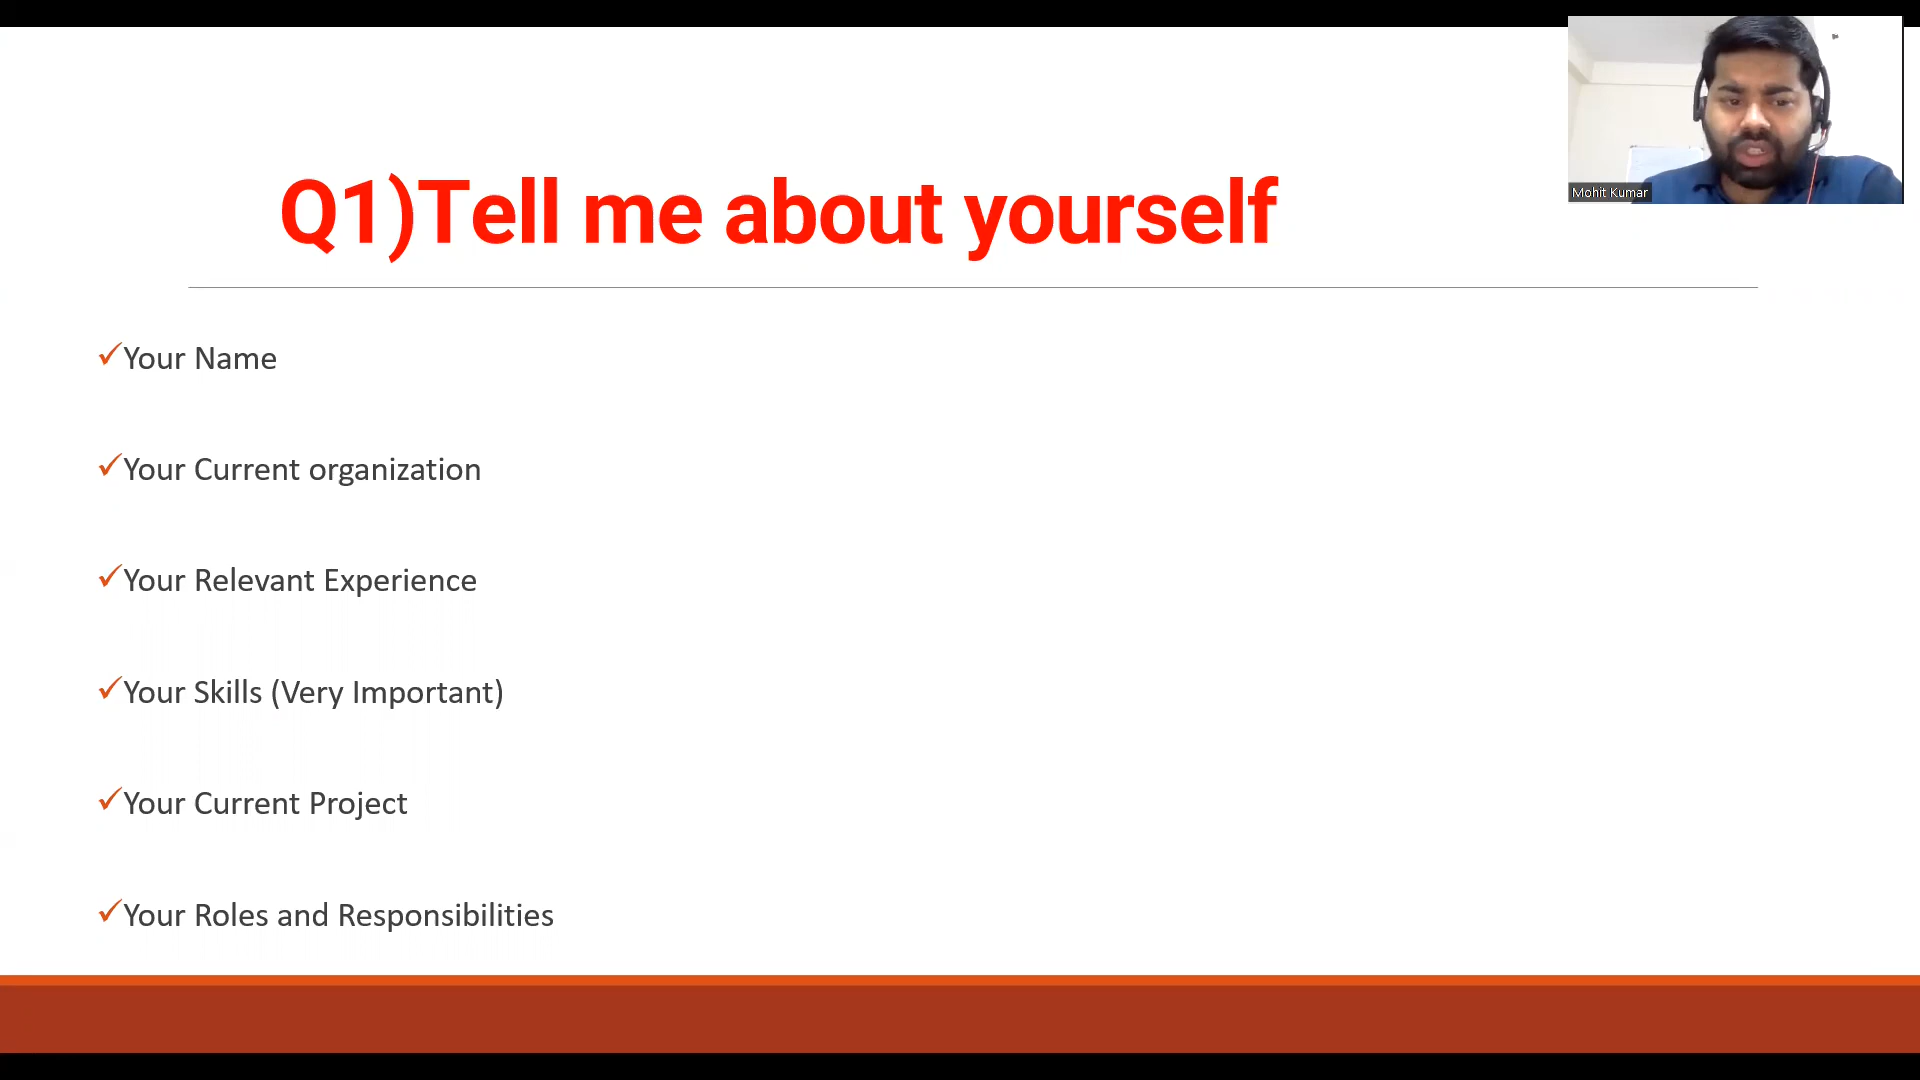 Q1)Tell me about yourself
Mohit Kumar
✓Your Name
✓Your Current organization
✓Your Relevant Experience
✓Your Skills (Very Important)
✓Your Current Project
✓Your Roles and Responsibilities